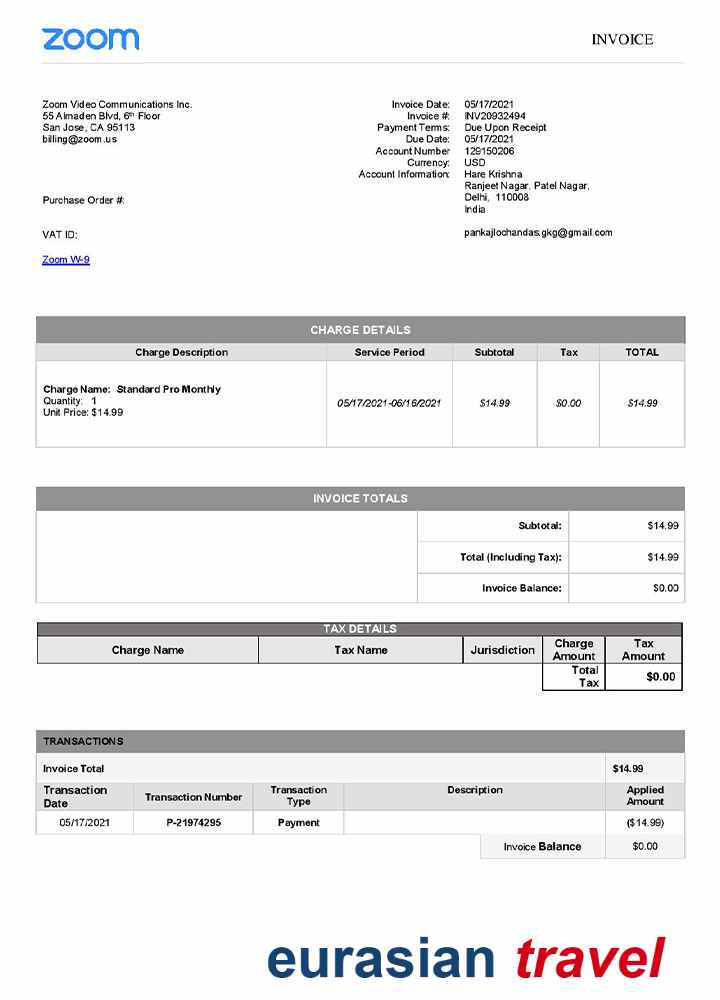 zoom
INVOICE
Zoom Video Communications Inc.
55 Almaden Blvd, 6th Floor
San Jose, CA 95113
billing@zoom.us
Purchase Order #:
VAT ID:
Zoom W-9
Invoice Date: 05/17/2021
Invoice #: INV20932494
Payment Terms: Due Upon Receipt
Due Date: 05/17/2021
Account Number 129150206
Currency: USD
Account Information: Hare Krishna
Ranjeet Nagar, Patel Nagar,
Delhi, 110008
India
pankajlochandas.gkg@gmail.com
CHARGE DETAILS
Charge Description Service Period Subtotal Tax TOTAL
Charge Name: Standard Pro Monthly
Quantity: 1
Unit Price: $14.99
05/17/2021-06/16/2021 $14.99 $0.00 $14.99
INVOICE TOTALS
Subtotal: $14.99
Total (Including Tax): $14.99
Invoice Balance: $0.00
TAX DETAILS
Charge Name Tax Name Jurisdiction Charge Amount Tax Amount
Total Tax $0.00
TRANSACTIONS
Invoice Total $14.99
Transaction Date Transaction Number Transaction Type Description Applied Amount
05/17/2021 P-21974295 Payment ($14.99)
Invoice Balance $0.00
eurasian travel